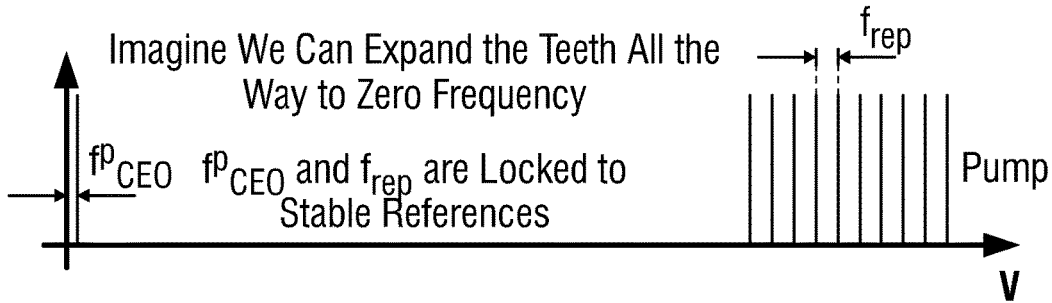 Imagine We Can Expand the Teeth All the
Way to Zero Frequency
f_rep
f^p_CEO
f^p_CEO and f_rep are Locked to
Stable References
Pump
v